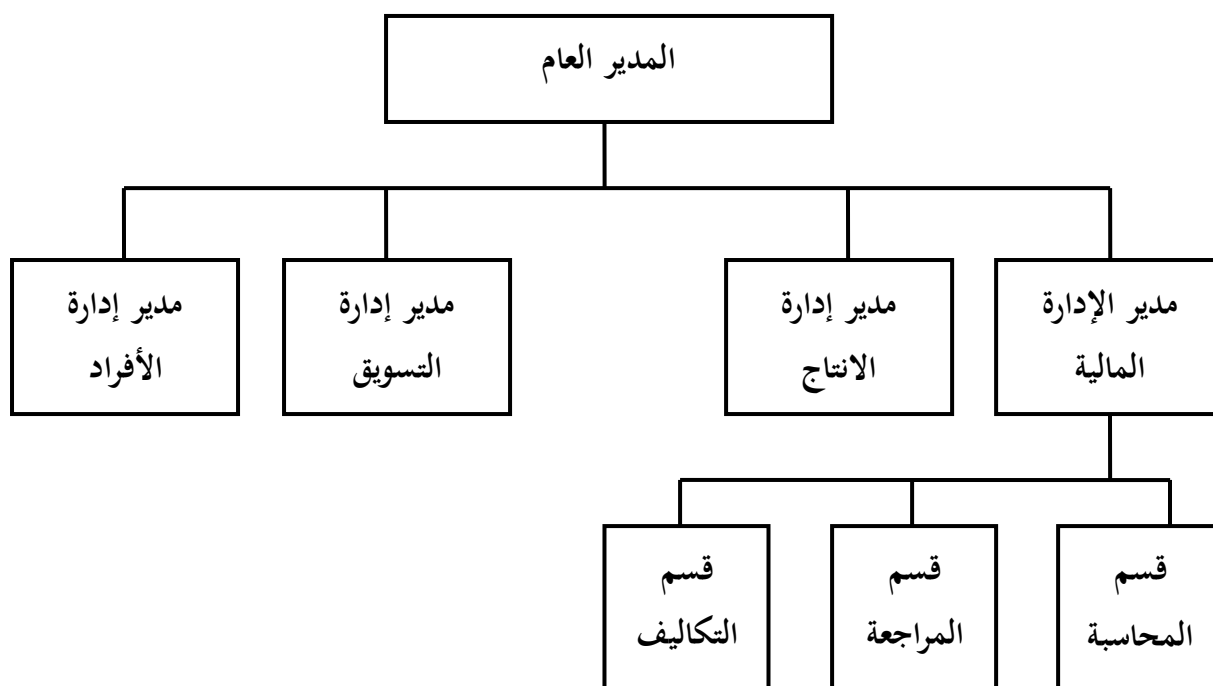 المدير العام
مدير الإدارة
المالية
مدير إدارة
الانتاج
مدير إدارة
التسويق
مدير إدارة
الأفراد
قسم
المحاسبة
قسم
المراجعة
قسم
التكاليف